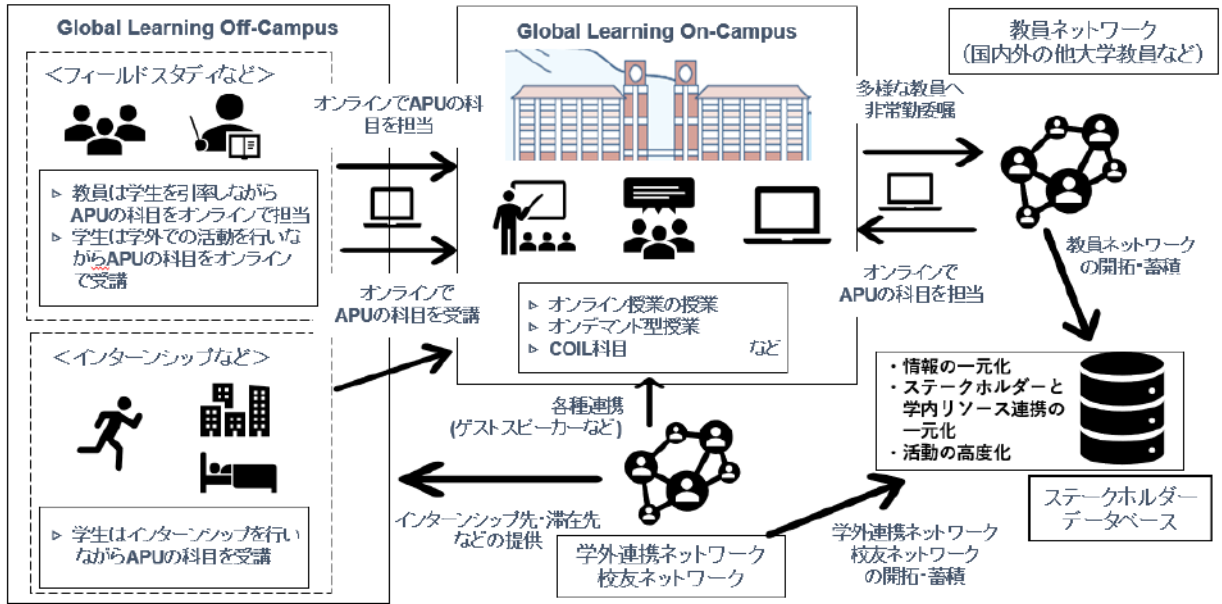 Global Learning Off-Campus
＜フィールドスタディなど＞
▷ 教員は学生を引率しながら
APUの科目をオンラインで担当
▷ 学生は学外での活動を行いな
がらAPUの科目をオンライン
で受講
＜インターンシップなど＞
▷ 学生はインターンシップを行い
ながらAPUの科目を受講
オンラインでAPUの科
目を担当
オンラインで
APUの科目を受講
Global Learning On-Campus
▷ オンライン授業の授業
▷ オンデマンド型授業
▷ COIL科目 など
多様な教員へ
非常勤委嘱
オンラインで
APUの科目を担当
教員ネットワーク
（国内外の他大学教員など）
教員ネットワーク
の開拓・蓄積
各種連携
(ゲストスピーカーなど)
インターンシップ先・滞在先
などの提供
学外連携ネットワーク
校友ネットワーク
学外連携ネットワーク
校友ネットワーク
の開拓・蓄積
・情報の一元化
・ステークホルダーと
学内リソース連携の
一元化
・活動の高度化
ステークホルダー
データベース